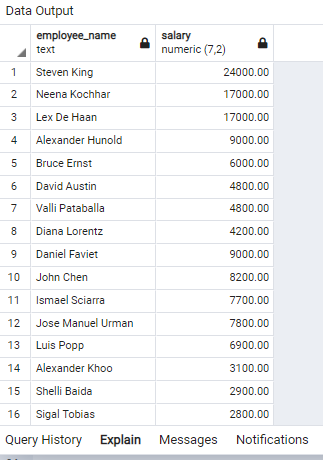 Data Output
employee_name salary
text numeric (7,2)
1 Steven King 24000.00
2 Neena Kochhar 17000.00
3 Lex De Haan 17000.00
4 Alexander Hunold 9000.00
5 Bruce Ernst 6000.00
6 David Austin 4800.00
7 Valli Pataballa 4800.00
8 Diana Lorentz 4200.00
9 Daniel Faviet 9000.00
10 John Chen 8200.00
11 Ismael Sciarra 7700.00
12 Jose Manuel Urman 7800.00
13 Luis Popp 6900.00
14 Alexander Khoo 3100.00
15 Shelli Baida 2900.00
16 Sigal Tobias 2800.00
Query History Explain Messages Notifications